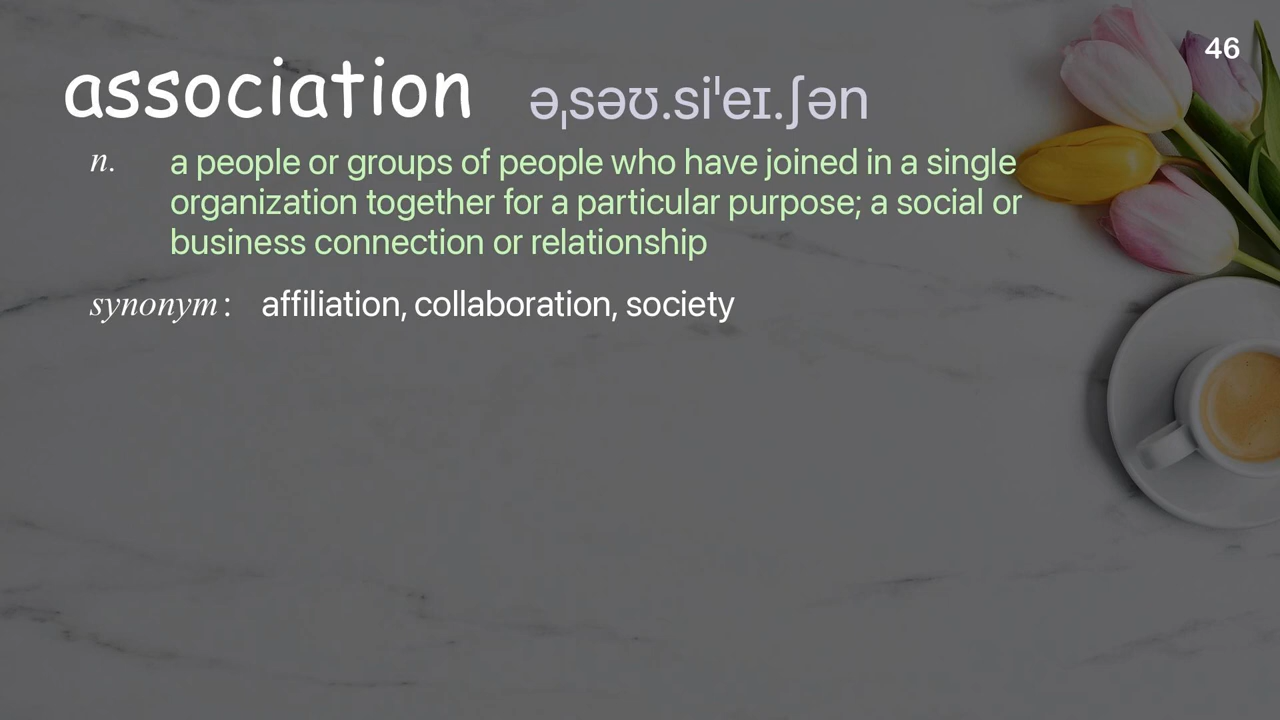 46
association əˌsəʊ.siˈeɪ.ʃən
n. a people or groups of people who have joined in a single
organization together for a particular purpose; a social or
business connection or relationship
synonym: affiliation, collaboration, society